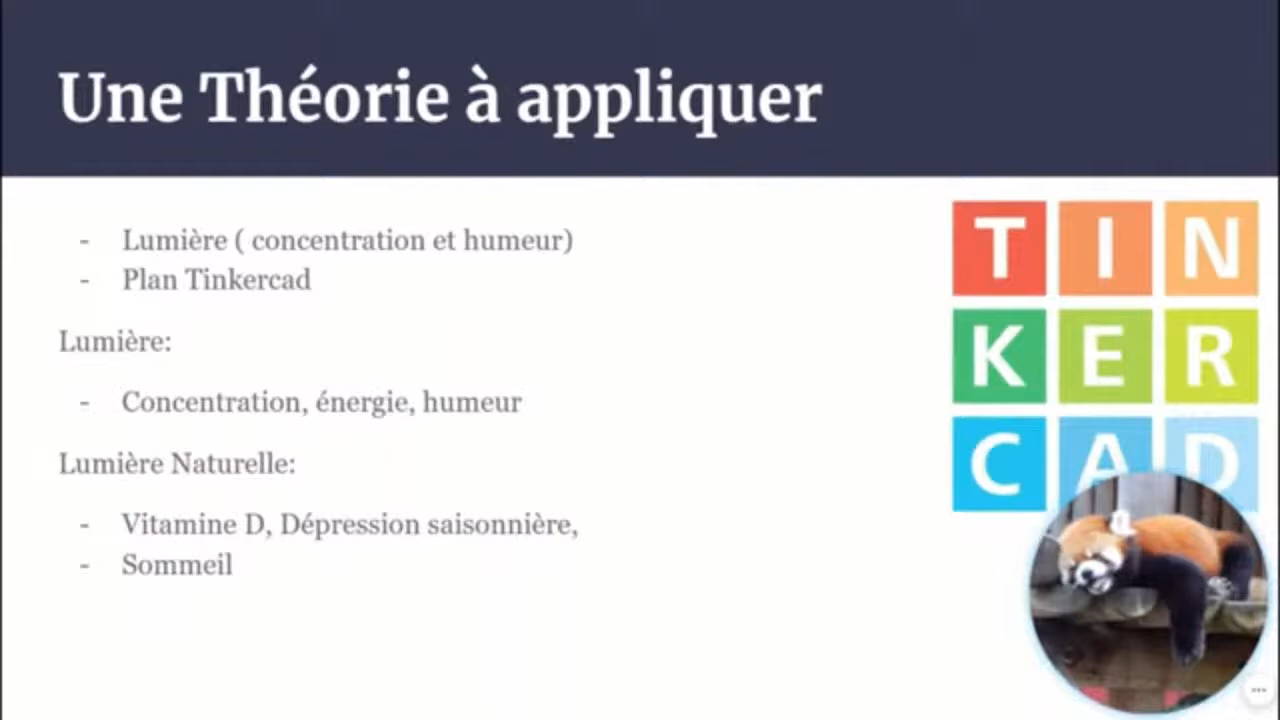 Une Théorie à appliquer
- Lumière ( concentration et humeur)
- Plan Tinkercad
Lumière:
- Concentration, énergie, humeur
Lumière Naturelle:
- Vitamine D, Dépression saisonnière,
- Sommeil
TIN
KER
CAD